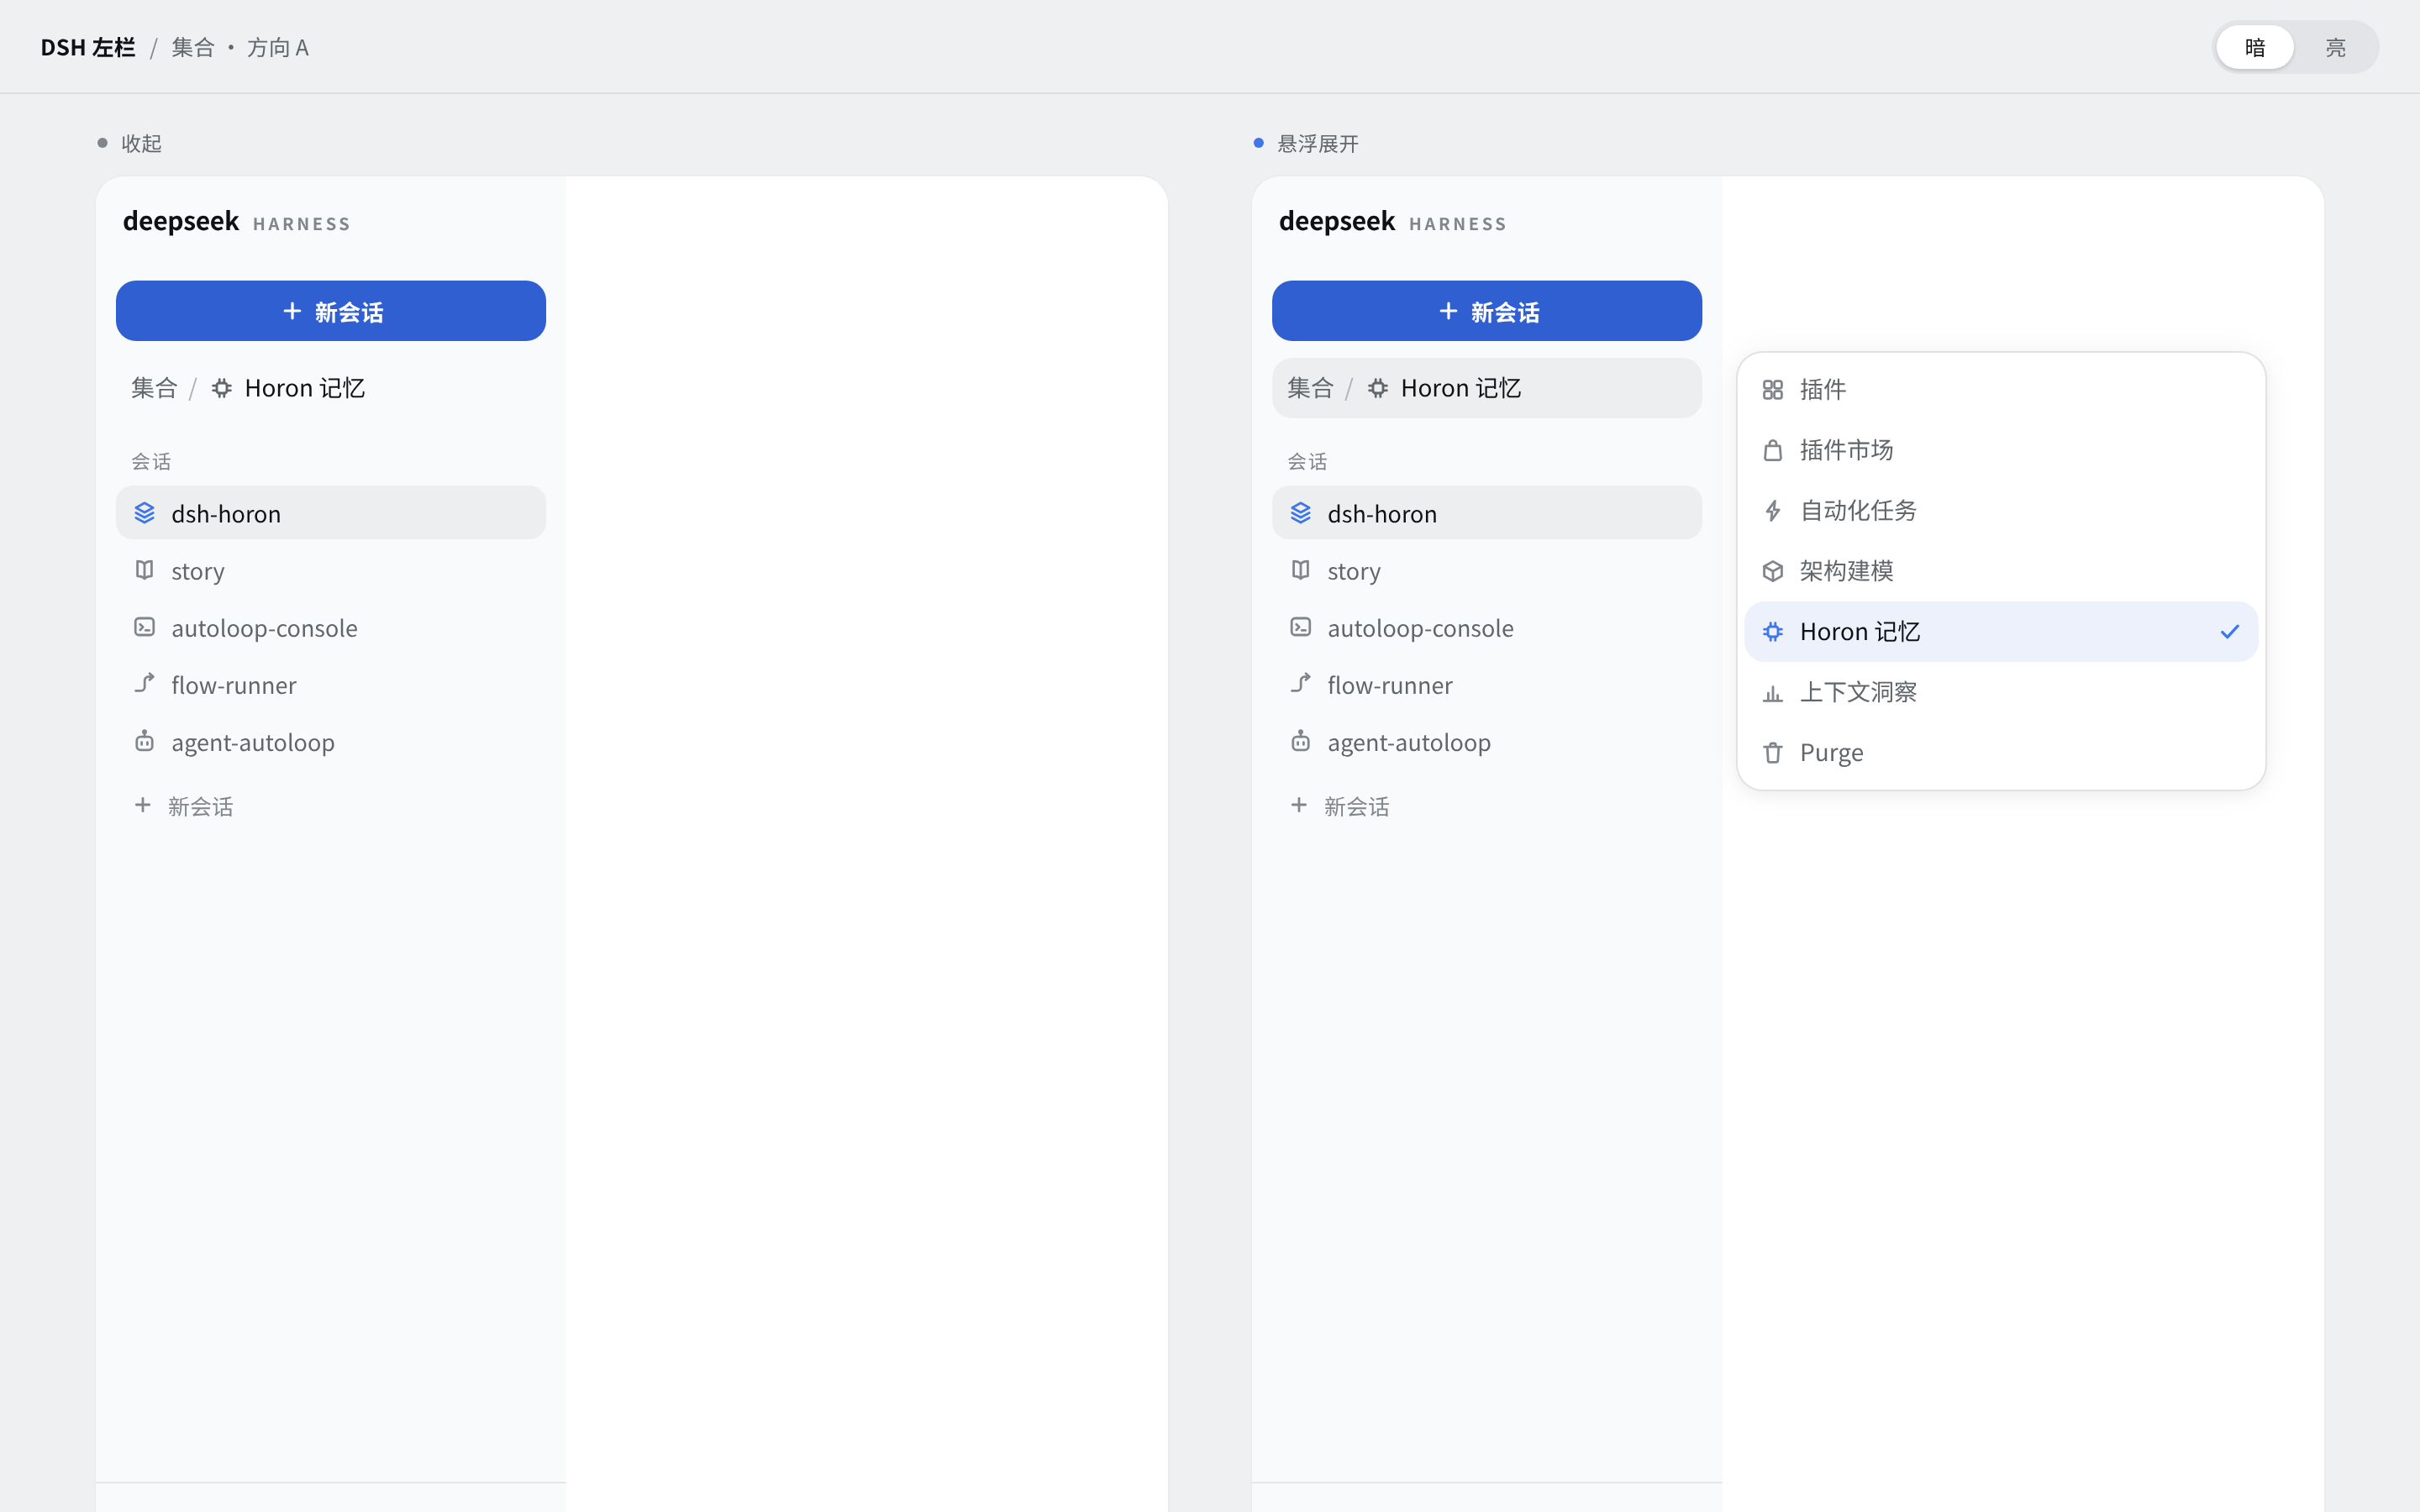 DSH 左栏 / 集合 · 方向 A
暗 亮
收起
deepseek HARNESS
+ 新会话
集合 / Horon 记忆
会话
dsh-horon
story
autoloop-console
flow-runner
agent-autoloop
+ 新会话
悬浮展开
deepseek HARNESS
+ 新会话
集合 / Horon 记忆
会话
dsh-horon
story
autoloop-console
flow-runner
agent-autoloop
+ 新会话
插件
插件市场
自动化任务
架构建模
Horon 记忆
上下文洞察
Purge